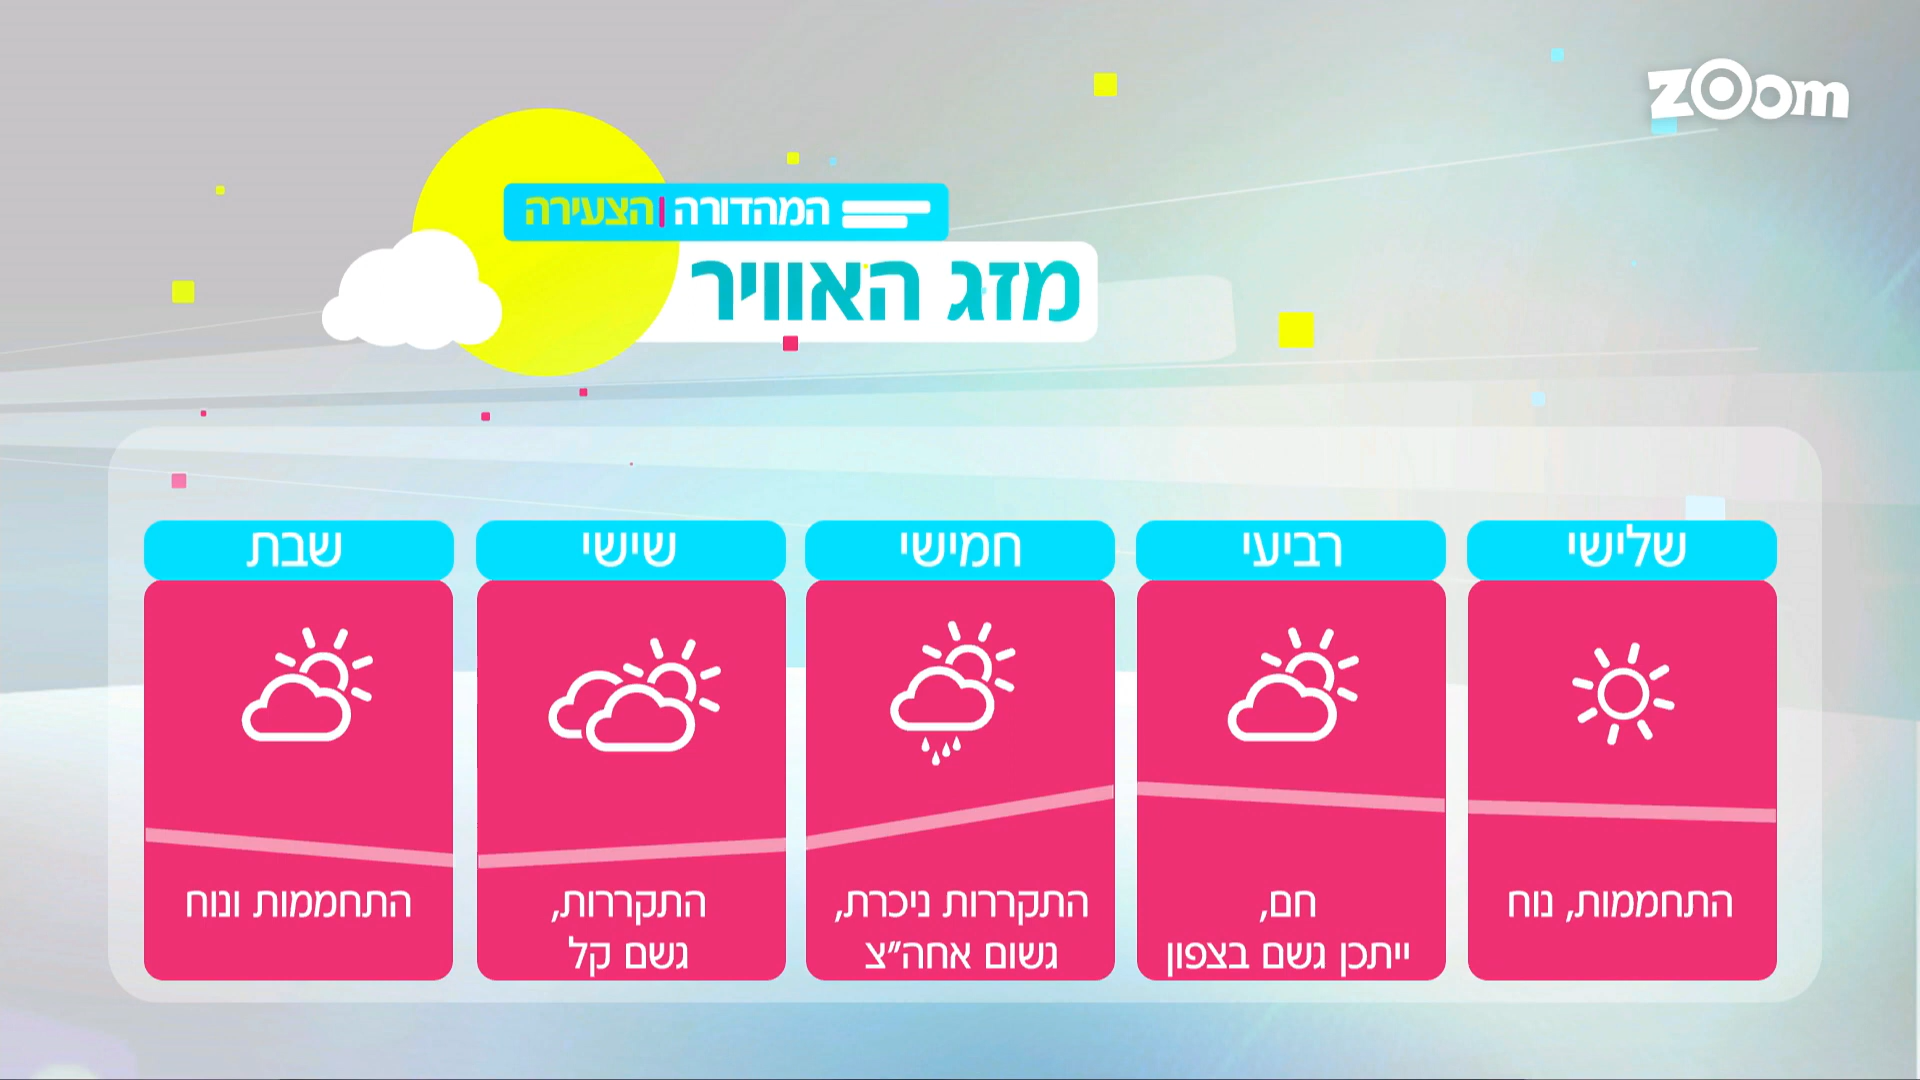 zoom
המהדורה|הצעירה
מזג האוויר
שלישי
התחממות, נוח
רביעי
חם,
ייתכן גשם בצפון
חמישי
התקררות ניכרת,
גשום אחה״צ
שישי
התקררות,
גשם קל
שבת
התחממות ונוח